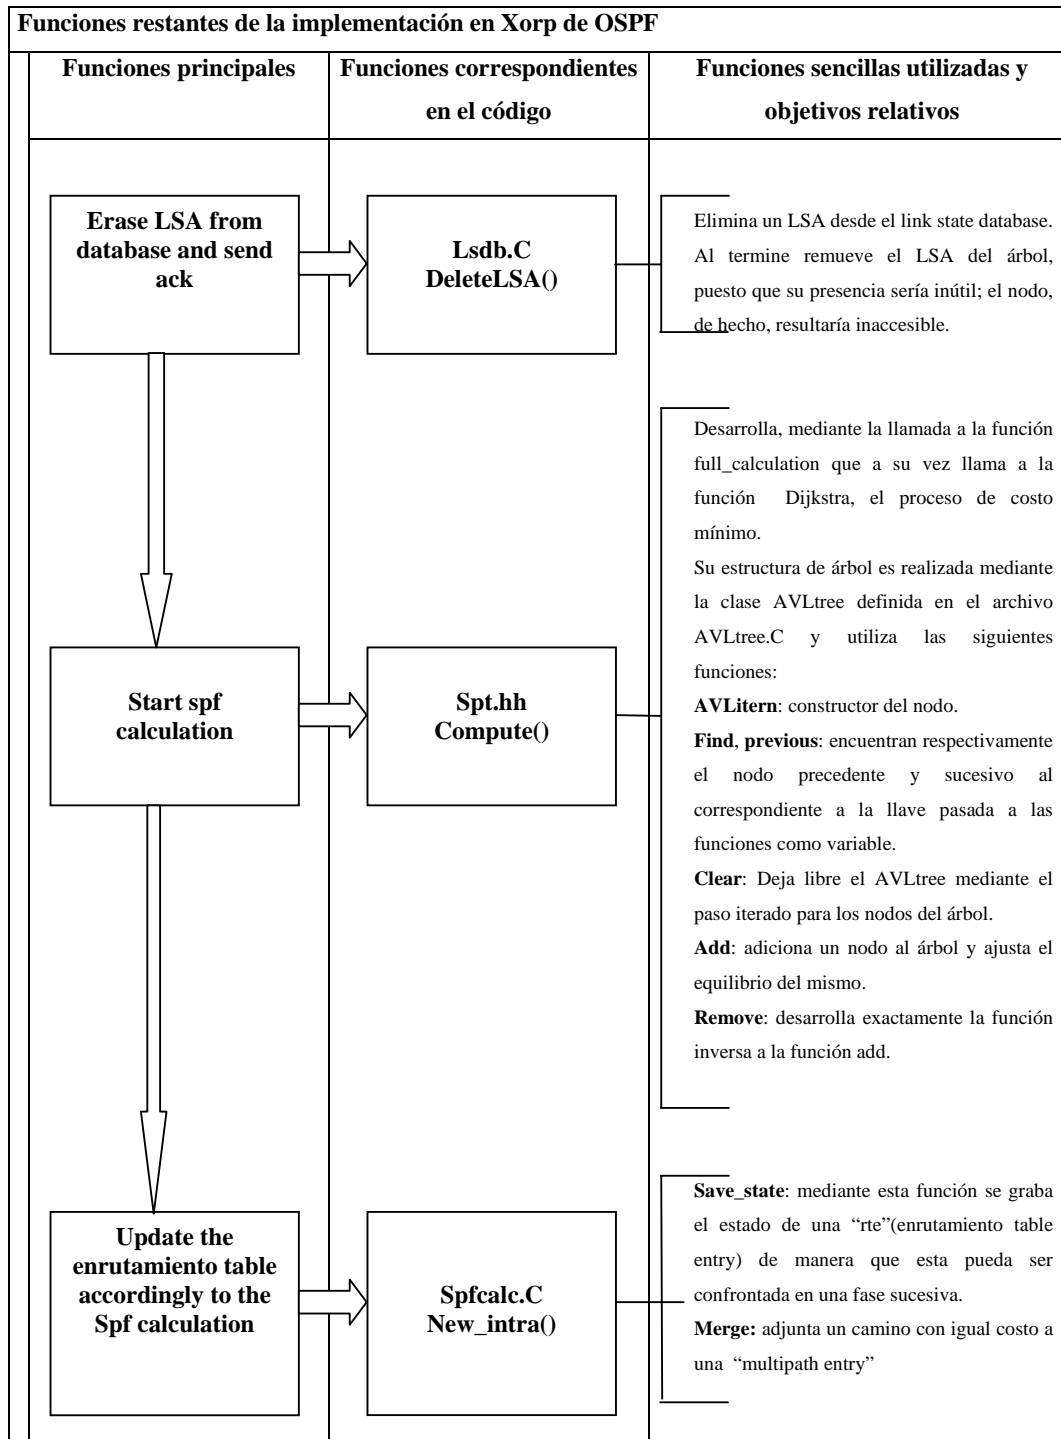 Funciones restantes de la implementación en Xorp de OSPF
Funciones principales
Funciones correspondientes
en el código
Funciones sencillas utilizadas y
objetivos relativos
Erase LSA from
database and send
ack
Lsdb.C
DeleteLSA()
Elimina un LSA desde el link state database.
Al termine remueve el LSA del árbol,
puesto que su presencia sería inútil; el nodo,
de hecho, resultaría inaccesible.
Start spf
calculation
Spt.hh
Compute()
Desarrolla, mediante la llamada a la función
full_calculation que a su vez llama a la
función Dijkstra, el proceso de costo
mínimo.
Su estructura de árbol es realizada mediante
la clase AVLtree definida en el archivo
AVLtree.C y utiliza las siguientes
funciones:
AVLitern: constructor del nodo.
Find, previous: encuentran respectivamente
el nodo precedente y sucesivo al
correspondiente a la llave pasada a las
funciones como variable.
Clear: Deja libre el AVLtree mediante el
paso iterado para los nodos del árbol.
Add: adiciona un nodo al árbol y ajusta el
equilibrio del mismo.
Remove: desarrolla exactamente la función
inversa a la función add.
Update the
enrutamiento table
accordingly to the
Spf calculation
Spfcalc.C
New_intra()
Save_state: mediante esta función se graba
el estado de una “rte”(enrutamiento table
entry) de manera que esta pueda ser
confrontada en una fase sucesiva.
Merge: adjunta un camino con igual costo a
una “multipath entry”